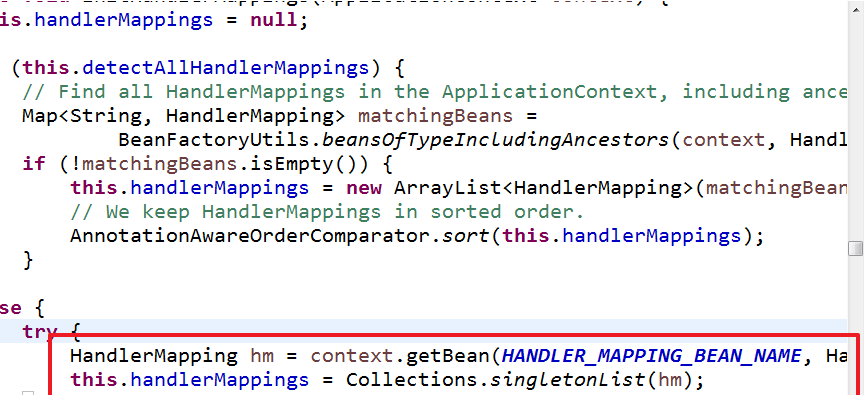 is.handlerMappings = null;
(this.detectAllHandlerMappings) {
// Find all HandlerMappings in the ApplicationContext, including ance
Map<String, HandlerMapping> matchingBeans =
BeanFactoryUtils.beansOfTypeIncludingAncestors(context, Handl
if (!matchingBeans.isEmpty()) {
this.handlerMappings = new ArrayList<HandlerMapping>(matchingBean
// We keep HandlerMappings in sorted order.
AnnotationAwareOrderComparator.sort(this.handlerMappings);
}
se {
try {
HandlerMapping hm = context.getBean(HANDLER_MAPPING_BEAN_NAME, Ha
this.handlerMappings = Collections.singletonList(hm);